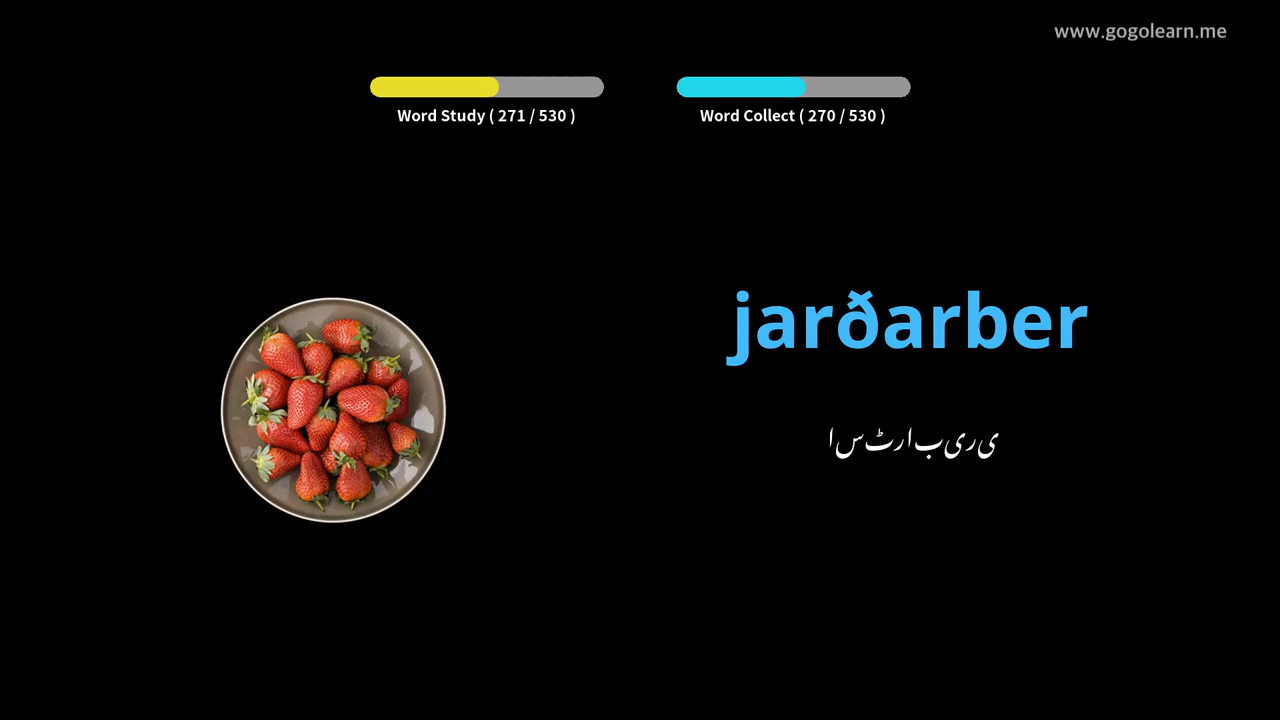 www.gogolearn.me
Word Study ( 271 / 530 )
Word Collect ( 270 / 530 )
jarðarber
اسٹرابیری